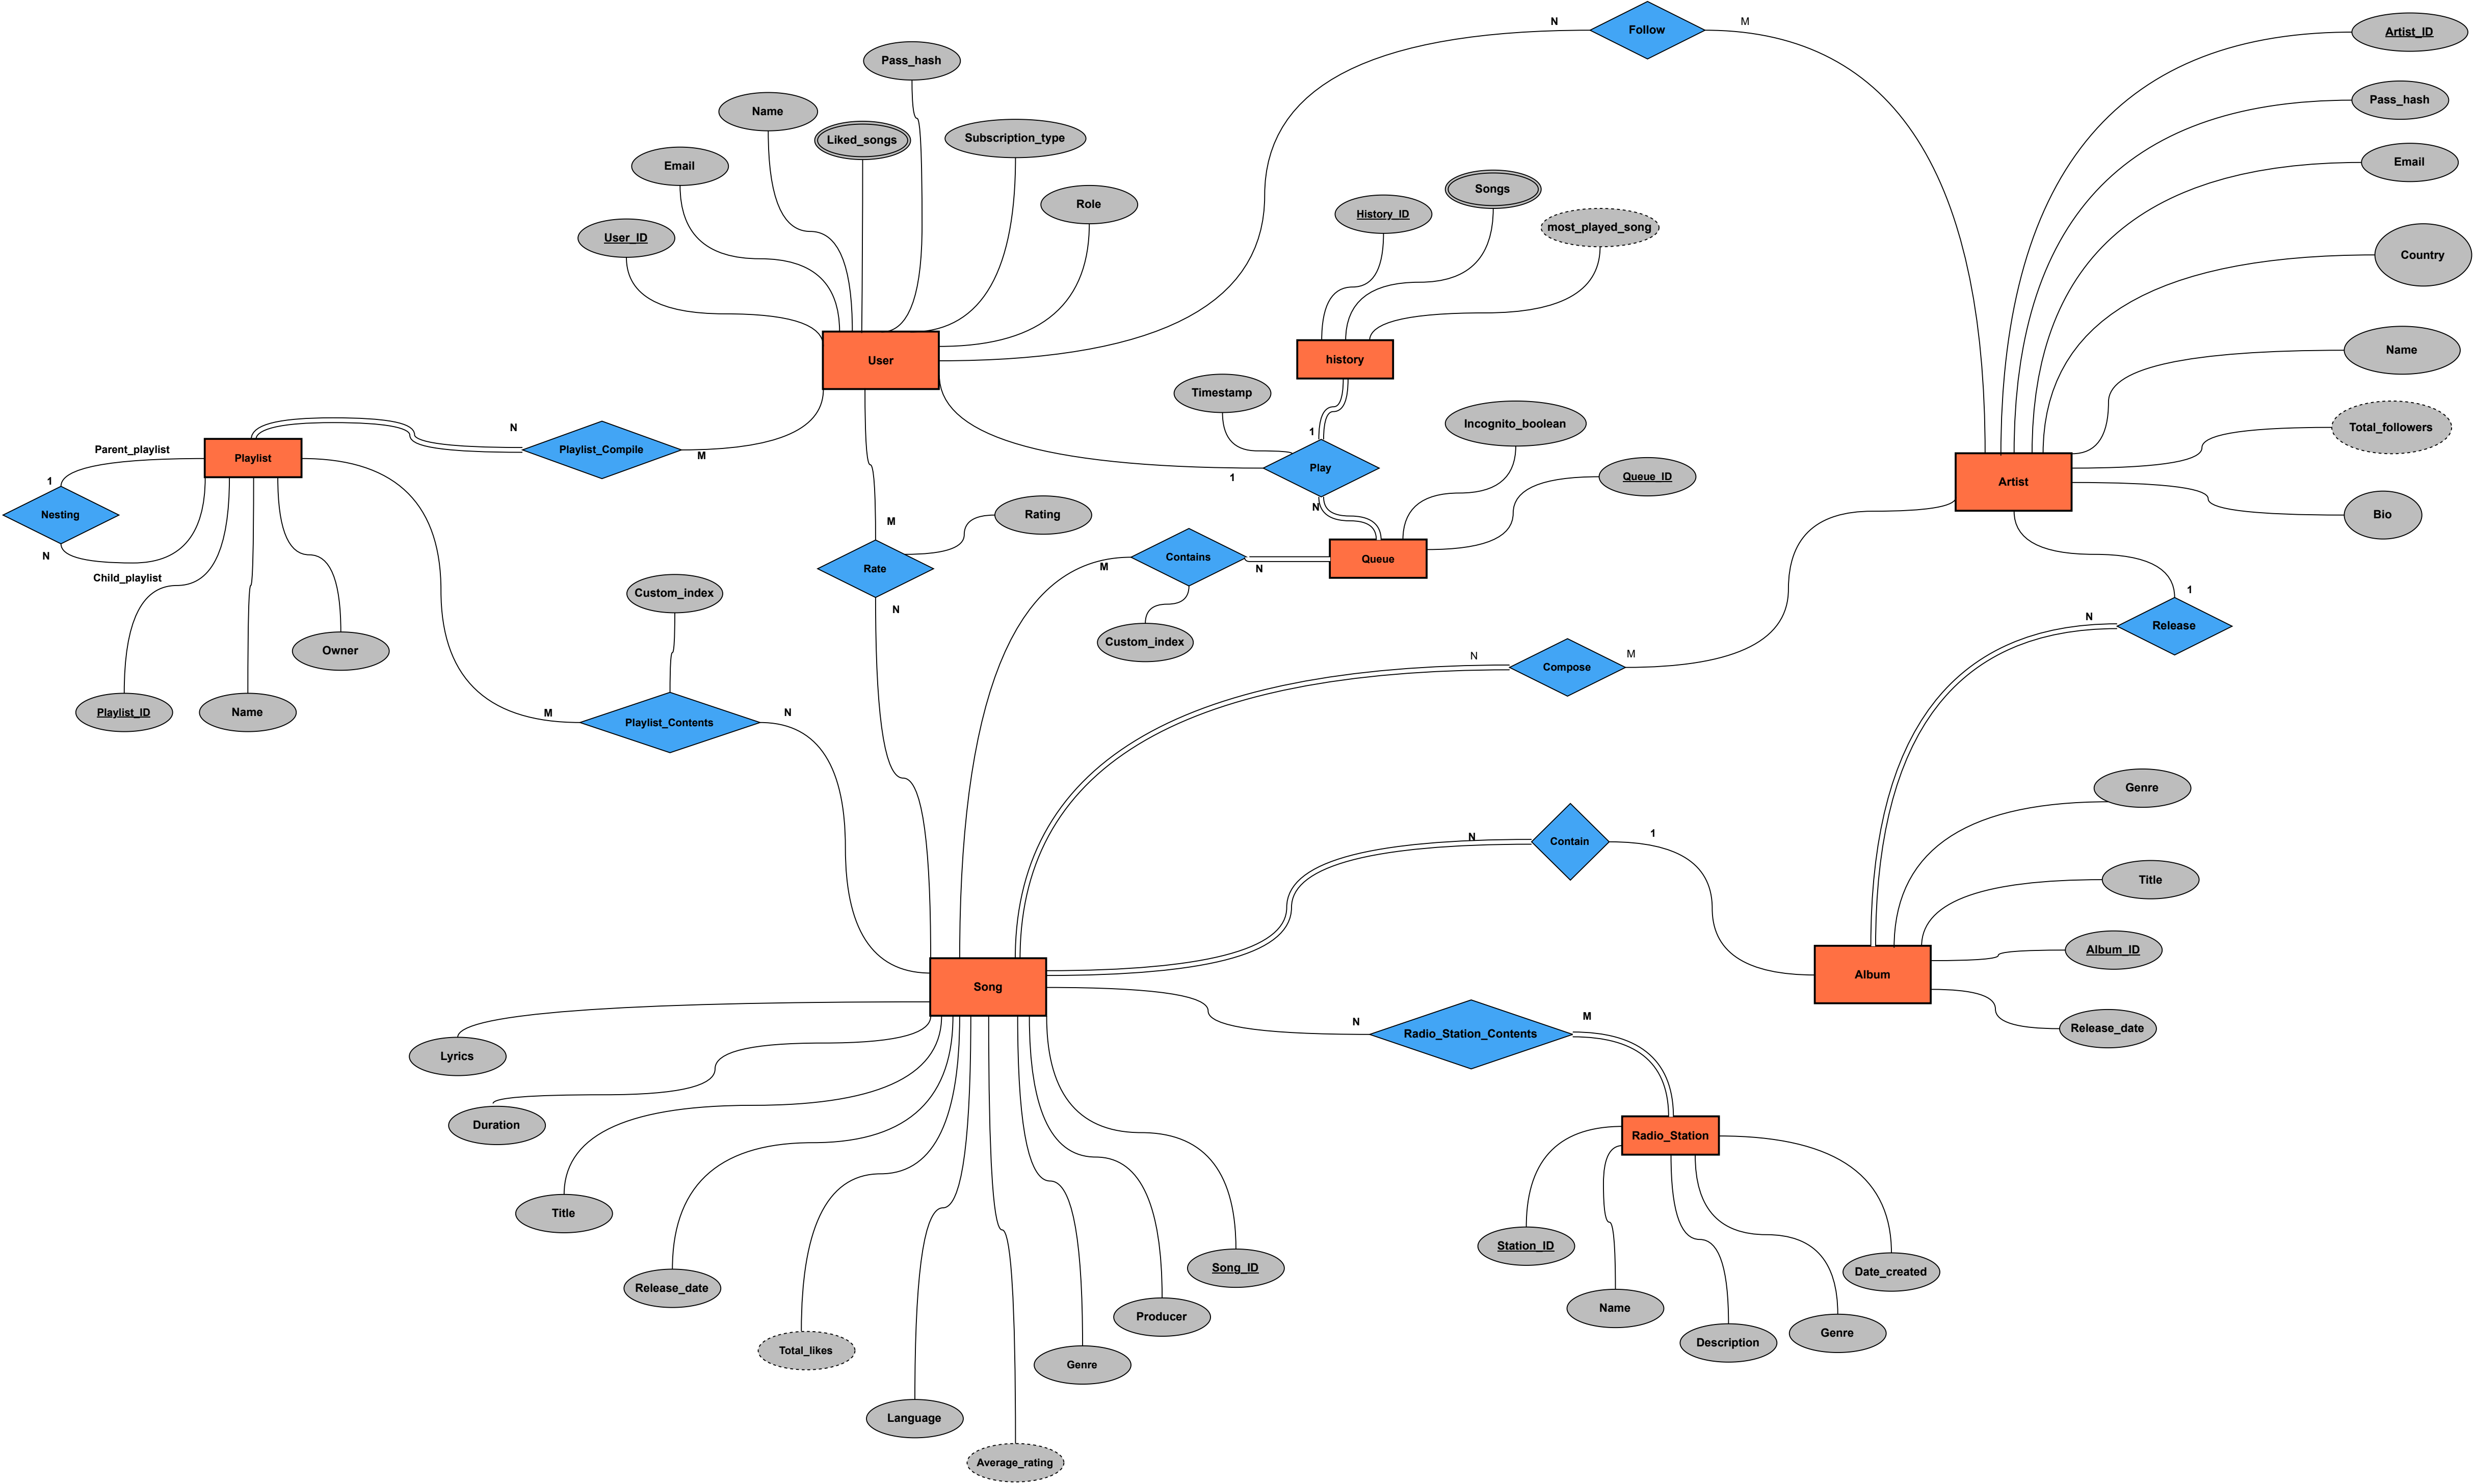 N
Follow
M
Artist_ID
Pass_hash
Name
Pass_hash
Liked_songs
Subscription_type
Email
Email
Role
User_ID
History_ID
Songs
most_played_song
Country
User
history
Name
Timestamp
Incognito_boolean
Total_followers
Parent_playlist
Playlist
N
Playlist_Compile
M
1
Play
1
Queue_ID
Artist
1
Nesting
N
Child_playlist
M
Rating
N
Bio
Rate
N
Contains
M
N
Queue
Custom_index
Custom_index
1
N
Release
Owner
N
M
Compose
Playlist_ID
Name
M
Playlist_Contents
N
Genre
N
Contain
1
Title
Album_ID
Song
Album
N
M
Radio_Station_Contents
Release_date
Lyrics
Duration
Radio_Station
Title
Station_ID
Song_ID
Date_created
Release_date
Name
Producer
Description
Genre
Total_likes
Genre
Language
Average_rating